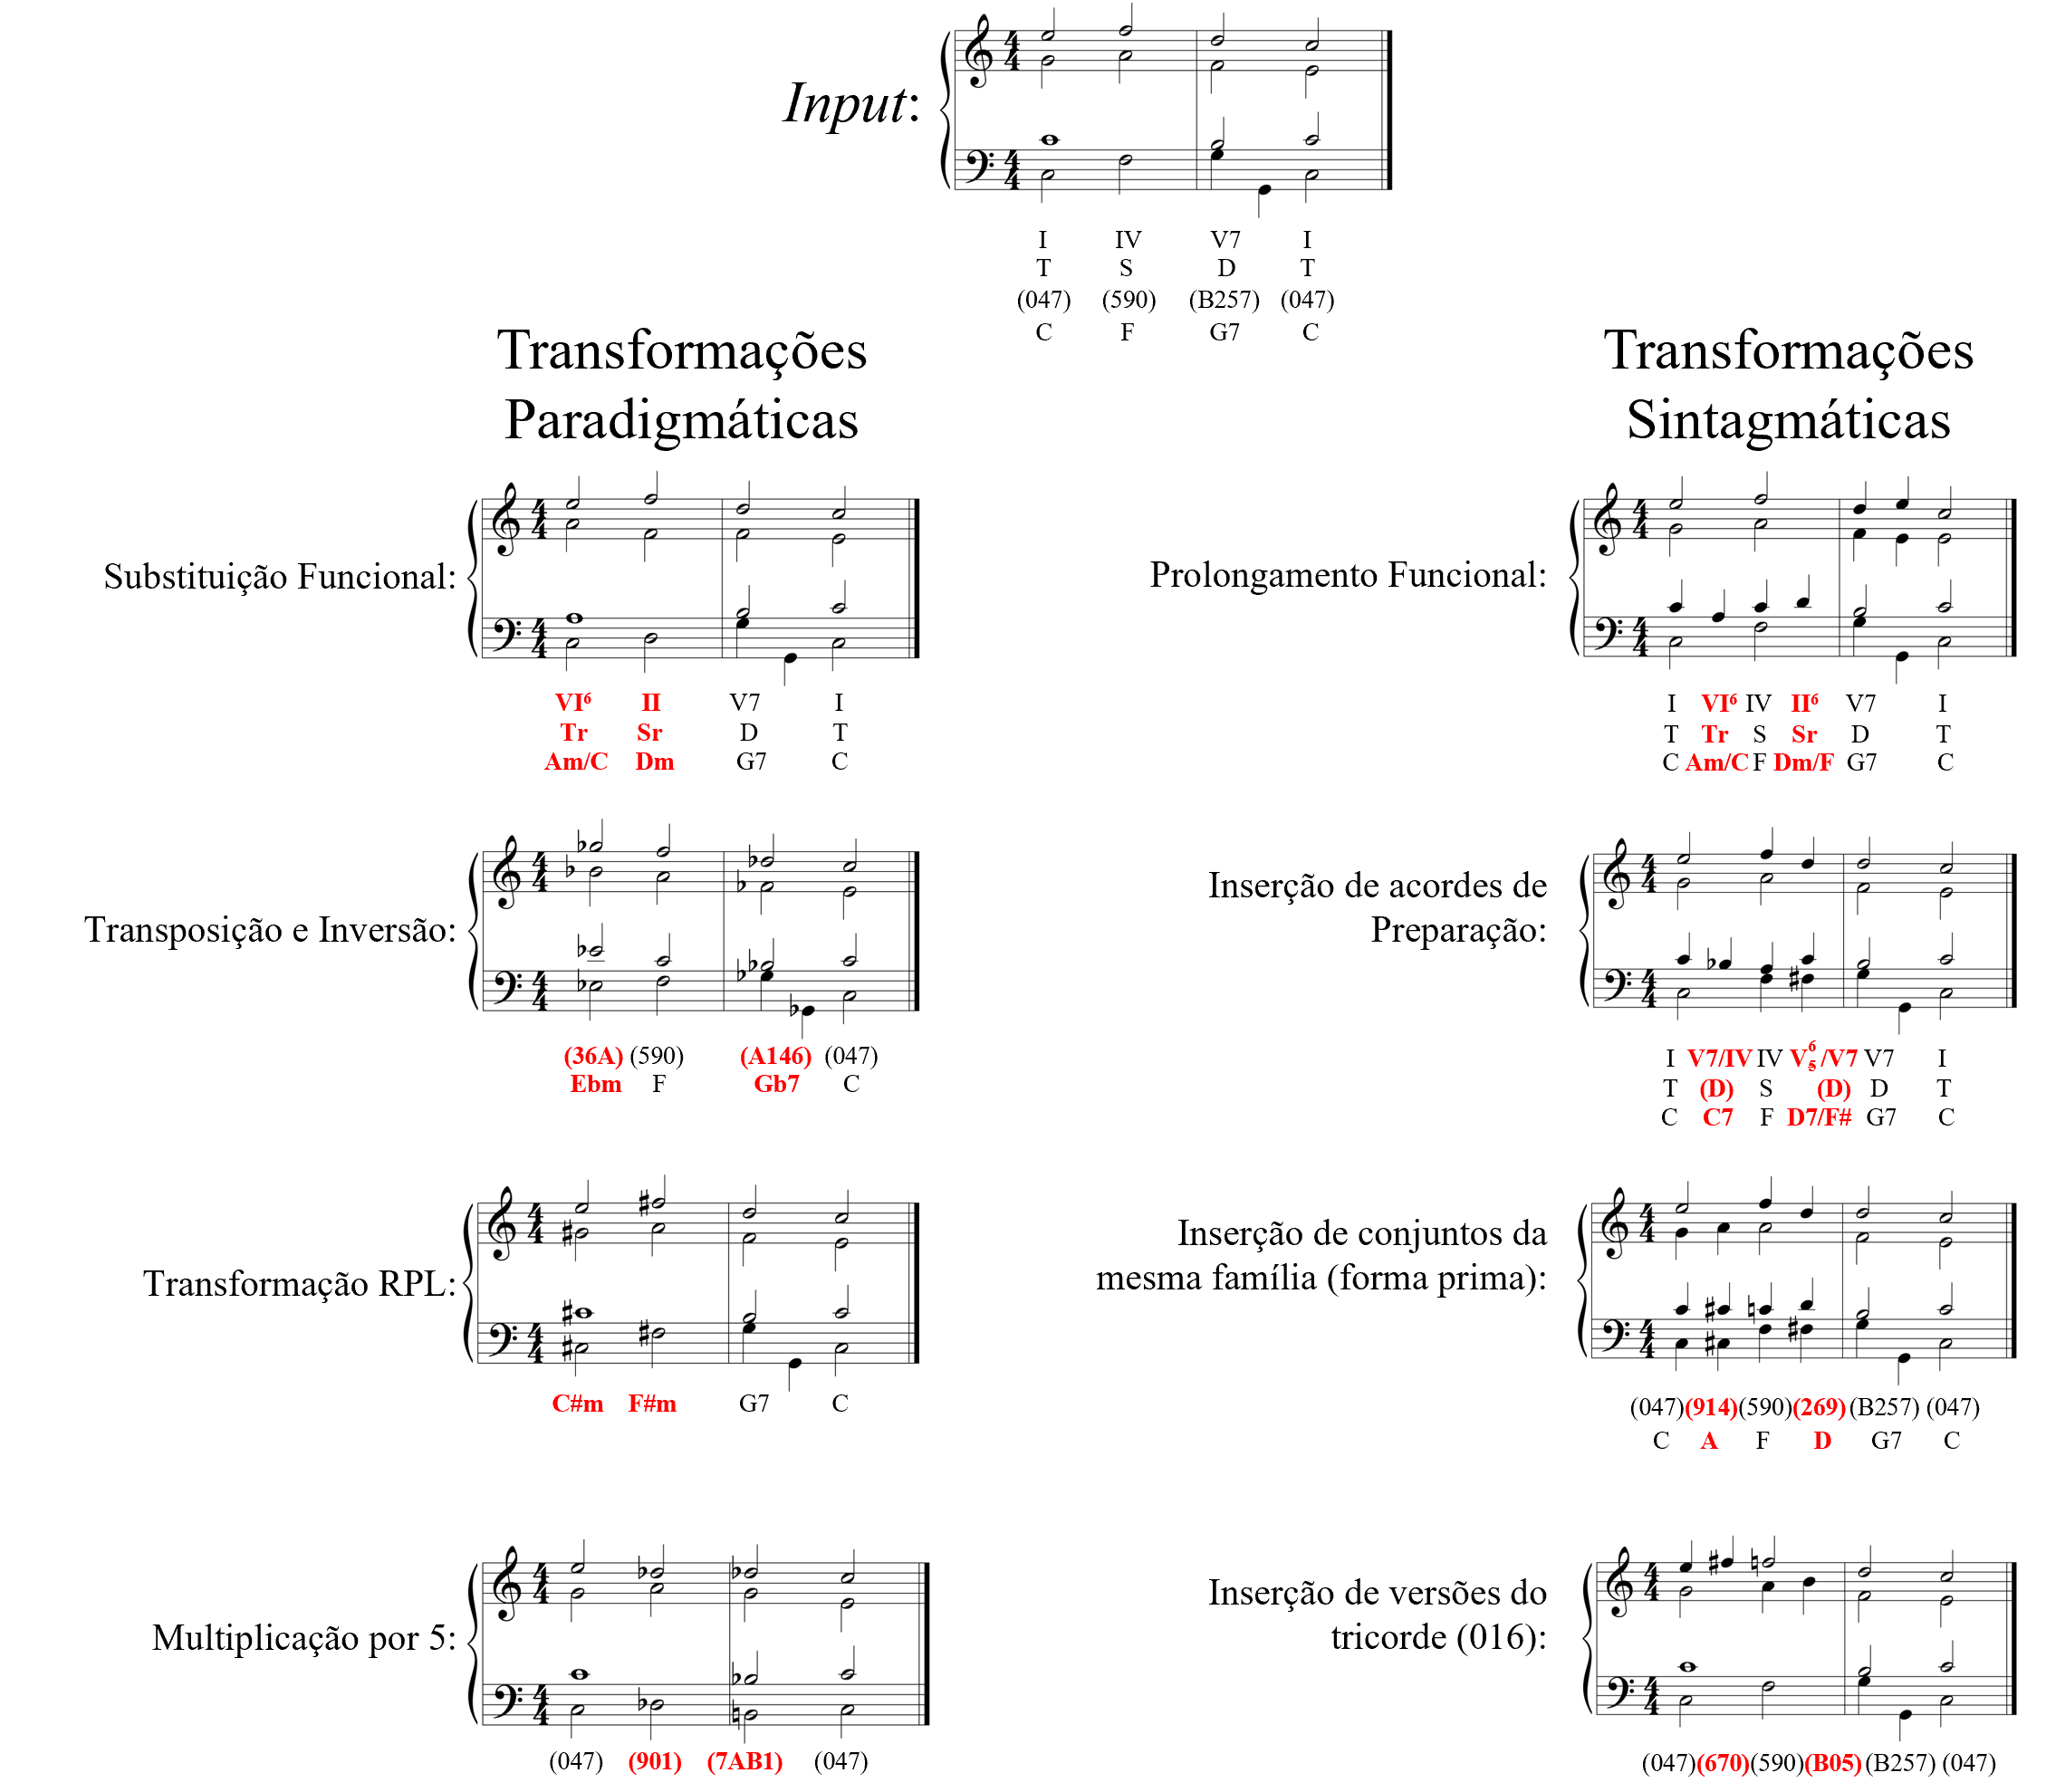 Input:
I IV V7 I
T S D T
(047) (590) (B257) (047)
C F G7 C
Transformações
Paradigmáticas
Substituição Funcional:
VI⁶ II V7 I
Tr Sr D T
Am/C Dm G7 C
Transposição e Inversão:
(36A) (590) (A146) (047)
Ebm F Gb7 C
Transformação RPL:
C#m F#m G7 C
Multiplicação por 5:
(047) (901) (7AB1) (047)
Transformações
Sintagmáticas
Prolongamento Funcional:
I VI⁶ IV II⁶ V7 I
T Tr S Sr D T
C Am/C F Dm/F G7 C
Inserção de acordes de
Preparação:
I V7/IV IV V⁶₅/V7 V7 I
T (D) S (D) D T
C C7 F D7/F# G7 C
Inserção de conjuntos da
mesma família (forma prima):
(047)(914)(590)(269)(B257) (047)
C A F D G7 C
Inserção de versões do
tricorde (016):
(047)(670)(590)(B05)(B257) (047)